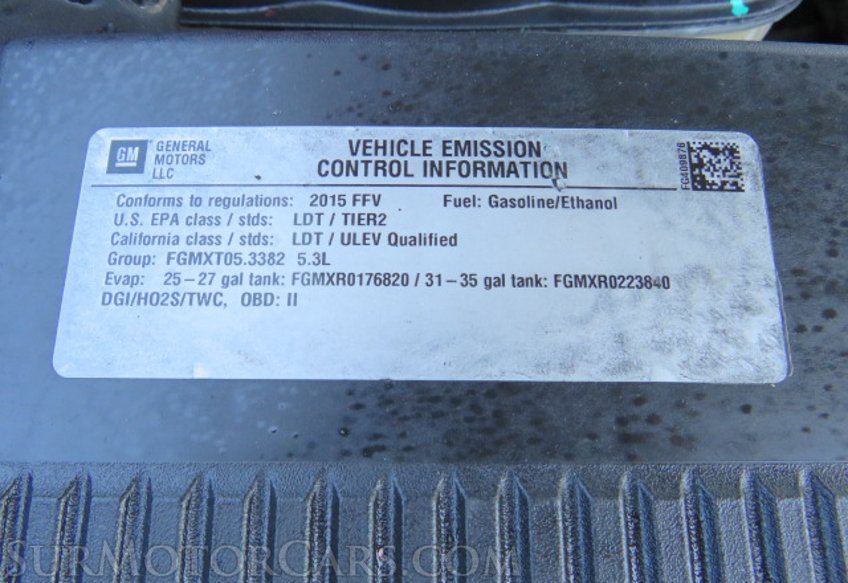 GM
GENERAL
MOTORS
LLC
VEHICLE EMISSION
CONTROL INFORMATION
FGA09876
Conforms to regulations: 2015 FFV Fuel: Gasoline/Ethanol
U.S. EPA class / stds: LDT / TIER2
California class / stds: LDT / ULEV Qualified
Group: FGMXT05.3382 5.3L
Evap: 25–27 gal tank: FGMXR0176820 / 31–35 gal tank: FGMXR0223840
DGI/HO2S/TWC, OBD: II
SurMotorCars.com